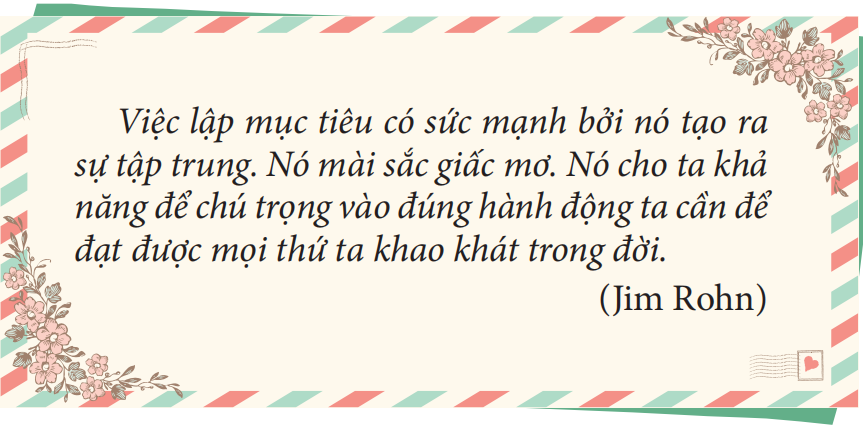 Việc lập mục tiêu có sức mạnh bởi nó tạo ra
sự tập trung. Nó mài sắc giấc mơ. Nó cho ta khả
năng để chú trọng vào đúng hành động ta cần để
đạt được mọi thứ ta khao khát trong đời.
(Jim Rohn)